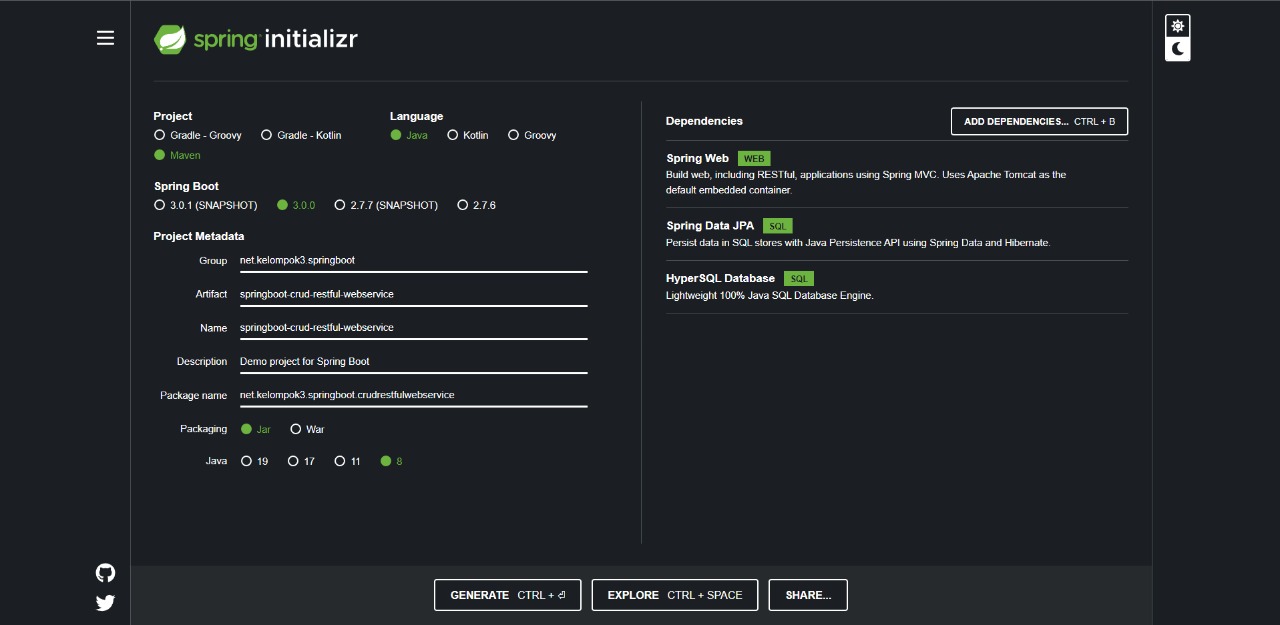 spring initializr
Project
Gradle - Groovy Gradle - Kotlin
Maven
Language
Java Kotlin Groovy
Spring Boot
3.0.1 (SNAPSHOT) 3.0.0 2.7.7 (SNAPSHOT) 2.7.6
Project Metadata
Group net.kelompok3.springboot
Artifact springboot-crud-restful-webservice
Name springboot-crud-restful-webservice
Description Demo project for Spring Boot
Package name net.kelompok3.springboot.crudrestfulwebservice
Packaging Jar War
Java 19 17 11 8
Dependencies ADD DEPENDENCIES... CTRL + B
Spring Web WEB
Build web, including RESTful, applications using Spring MVC. Uses Apache Tomcat as the
default embedded container.
Spring Data JPA SQL
Persist data in SQL stores with Java Persistence API using Spring Data and Hibernate.
HyperSQL Database SQL
Lightweight 100% Java SQL Database Engine.
GENERATE CTRL + ⏎ EXPLORE CTRL + SPACE SHARE...